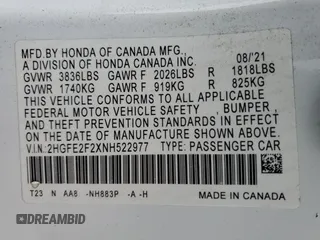 MFD.BY HONDA OF CANADA MFG.,
A DIVISION OF HONDA CANADA INC. 08/'21
GVWR 3836LBS GAWR F 2026LBS R 1818LBS
GVWR 1740KG GAWR F 919KG R 825KG
THIS VEHICLE CONFORMS TO ALL APPLICABLE
FEDERAL MOTOR VEHICLE SAFETY, BUMPER, AND
THEFT PREVENTION STANDARDS IN EFFECT ON
THE DATE OF MANUFACTURE SHOWN ABOVE.
V.I.N:2HGFE2F2XNH522977 TYPE: PASSENGER CAR
T23 N AA8 -NH883P -A -H MADE IN CANADA
DREAMBID